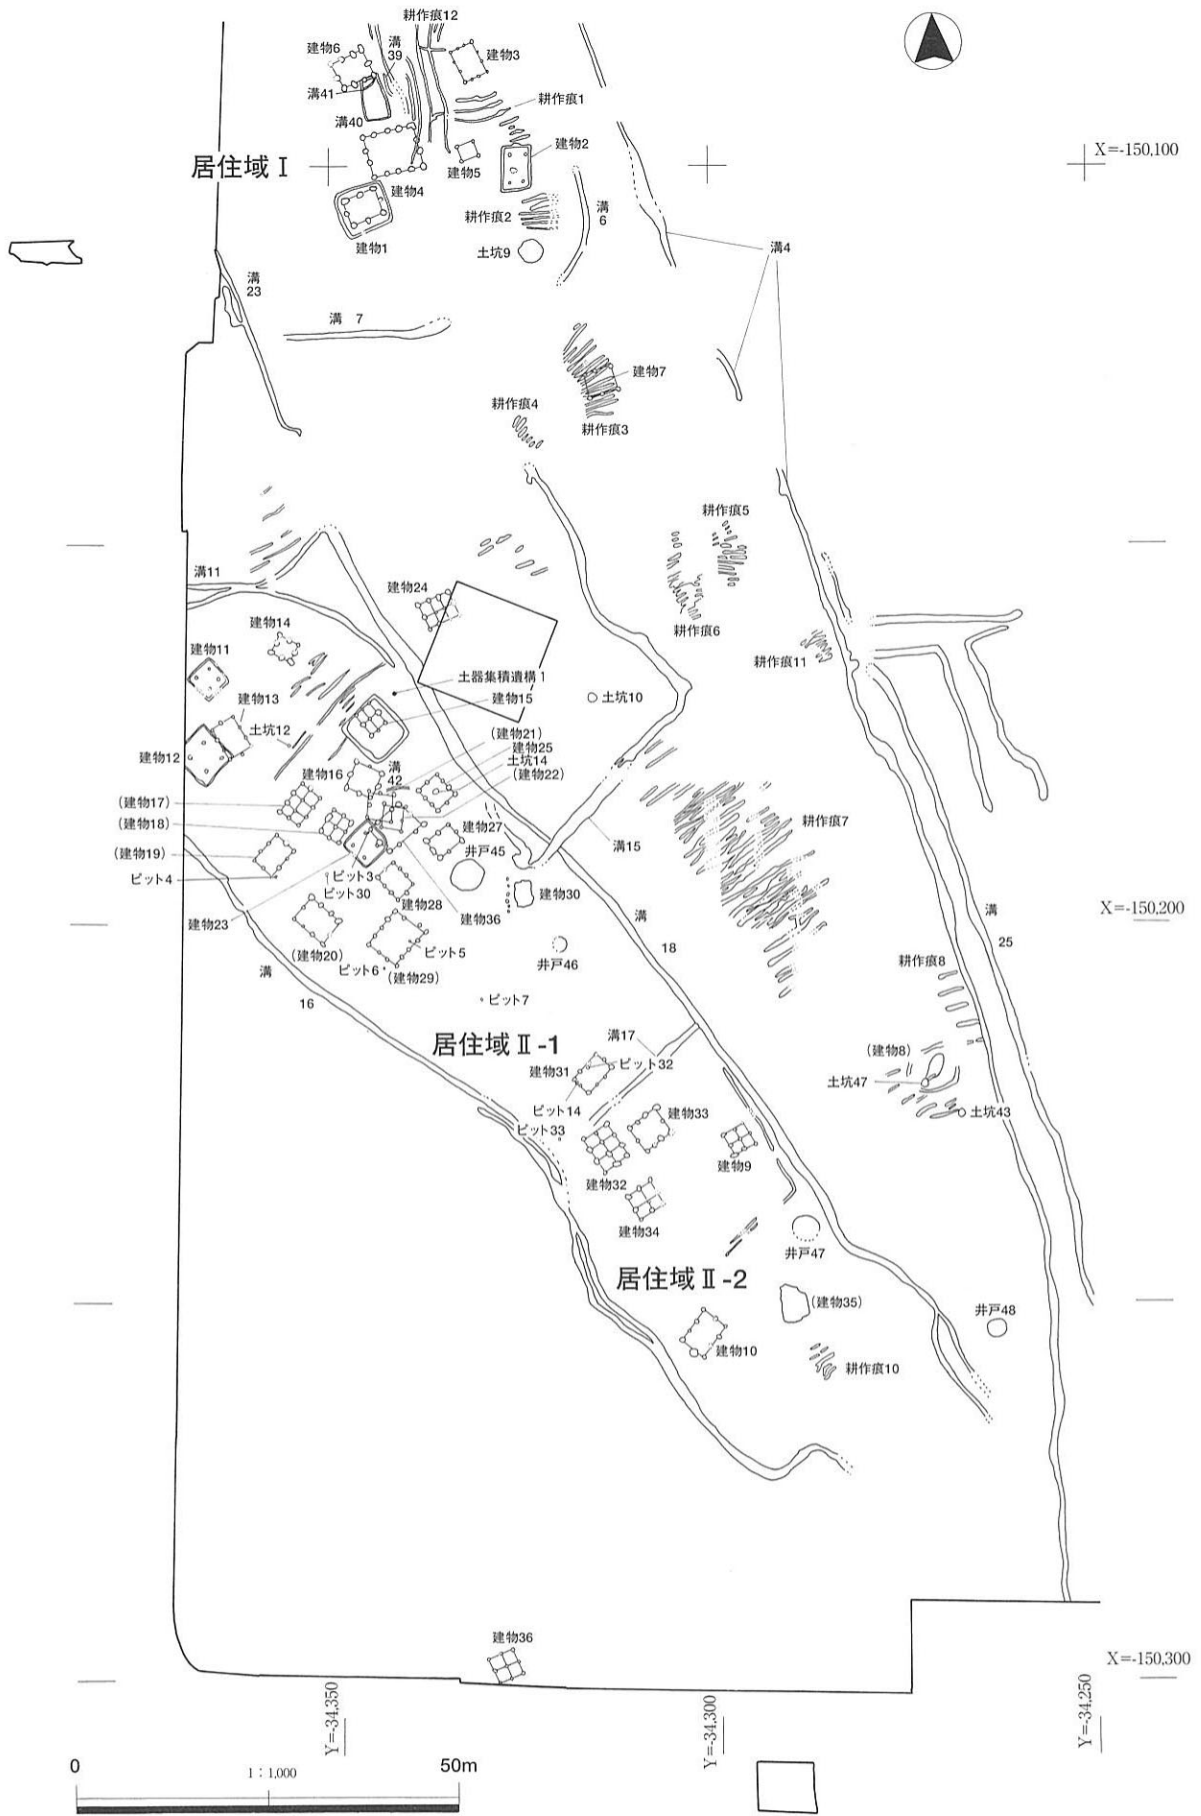 耕作痕12
建物6
溝
39
建物3
溝41
耕作痕1
溝40
建物2
X=-150,100
居住域Ⅰ
建物5
建物4
耕作痕2
溝
6
建物1
土坑9
溝4
溝
23
溝 7
建物7
耕作痕4
耕作痕3
耕作痕5
溝11
建物24
建物14
耕作痕6
建物11
耕作痕11
土器集積遺構1
建物13
建物15
土坑10
土坑12
(建物21)
建物25
建物12
土坑14
建物16
溝
42
(建物22)
(建物17)
(建物18)
建物27
耕作痕7
(建物19)
井戸45
溝15
ピット4
ピット3
ピット30
建物30
建物28
建物23
建物36
溝
18
X=-150,200
溝
25
(建物20)
ピット5
ピット6
(建物29)
井戸46
耕作痕8
溝
16
ピット7
居住域Ⅱ-1
溝17
(建物8)
建物31
ピット32
土坑47
ピット14
建物33
土坑43
ピット33
建物9
建物32
建物34
井戸47
居住域Ⅱ-2
(建物35)
井戸48
建物10
耕作痕10
建物36
X=-150,300
Y=-34,350
Y=-34,300
Y=-34,250
0
1：1,000
50m